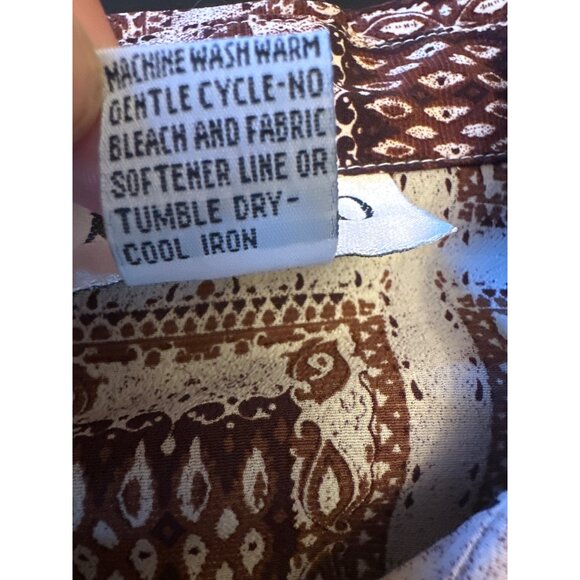 MACHINE WASH WARM
GENTLE CYCLE-NO
BLEACH AND FABRIC
SOFTENER LINE OR
TUMBLE DRY-
COOL IRON